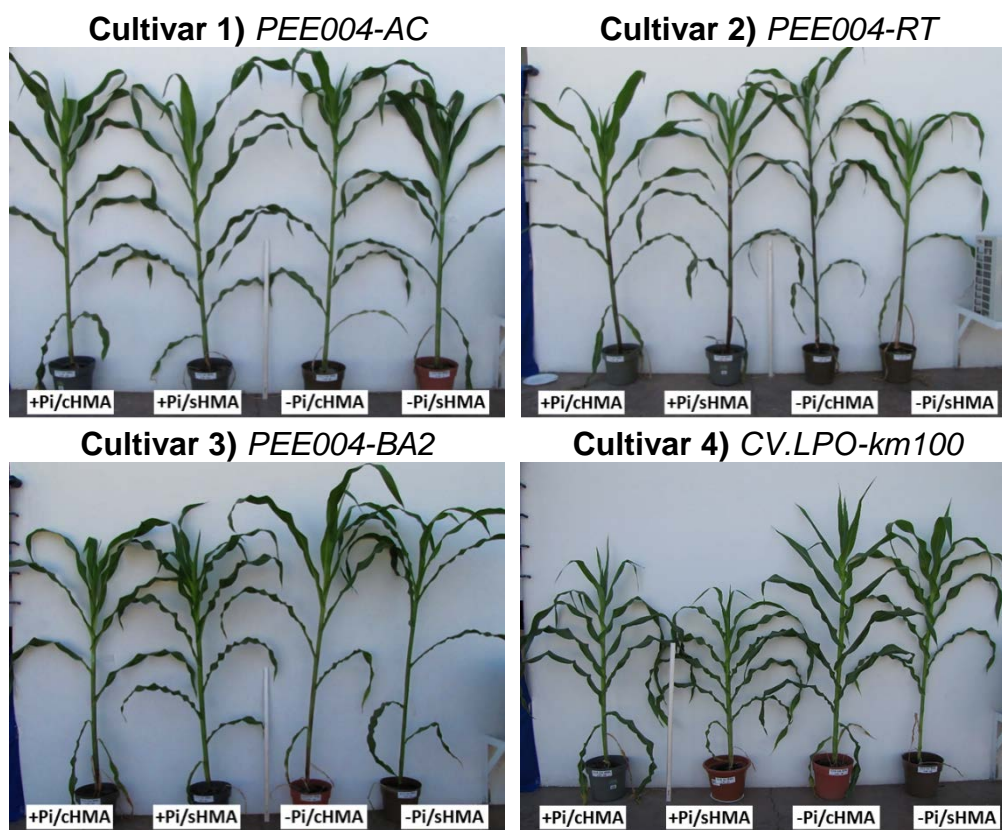 Cultivar 1) PEE004-AC
Cultivar 2) PEE004-RT
+Pi/cHMA +Pi/sHMA -Pi/cHMA -Pi/sHMA
+Pi/cHMA +Pi/sHMA -Pi/cHMA -Pi/sHMA
Cultivar 3) PEE004-BA2
Cultivar 4) CV.LPO-km100
+Pi/cHMA +Pi/sHMA -Pi/cHMA -Pi/sHMA
+Pi/cHMA +Pi/sHMA -Pi/cHMA -Pi/sHMA